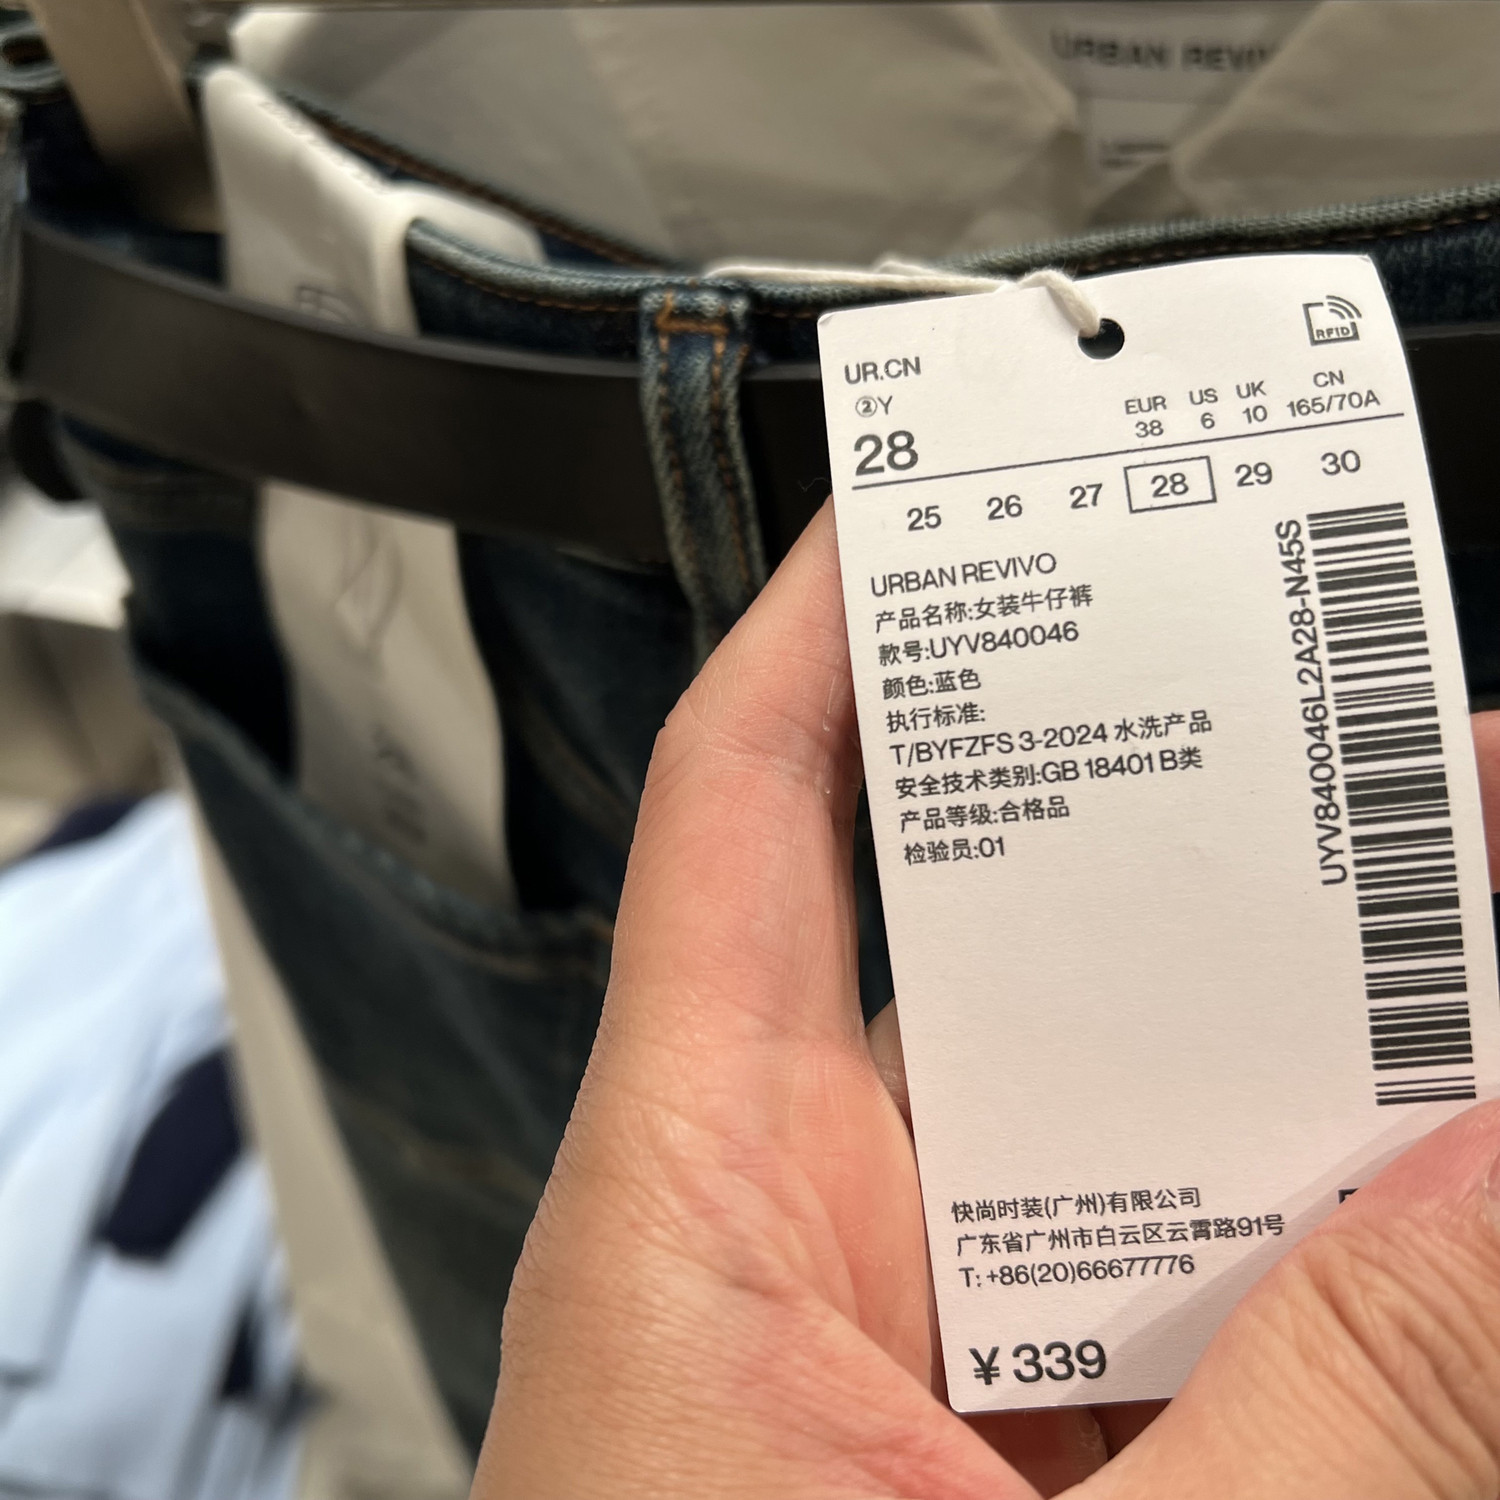 URBAN REVIV
RFID
UR.CN
②Y
28
EUR US UK CN
38 6 10 165/70A
25 26 27 28 29 30
URBAN REVIVO
产品名称:女装牛仔裤
款号:UYV840046
颜色:蓝色
执行标准:
T/BYFZFS 3-2024 水洗产品
安全技术类别:GB 18401 B类
产品等级:合格品
检验员:01
UYV840046L2A28-N45S
快尚时装(广州)有限公司
广东省广州市白云区云霄路91号
T: +86(20)66677776
¥ 339